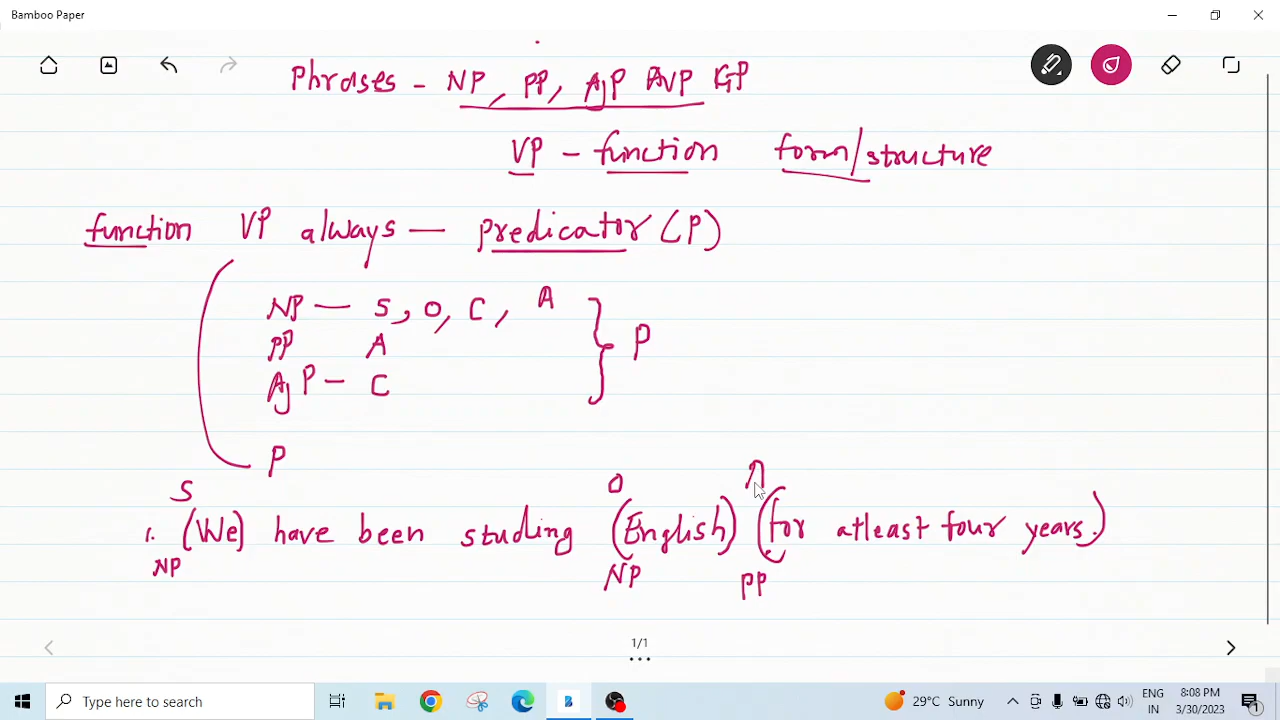 Bamboo Paper
Phrases - NP, PP, AjP AVP GP
VP - function form/structure
function VP always — predicator (P)
NP — S, O, C, A
PP A
} P
AjP - C
P
S O A
1. (We) have been studing (English) (for atleast four years.)
NP NP PP
1/1
Type here to search
29°C Sunny
ENG
IN
8:08 PM
3/30/2023